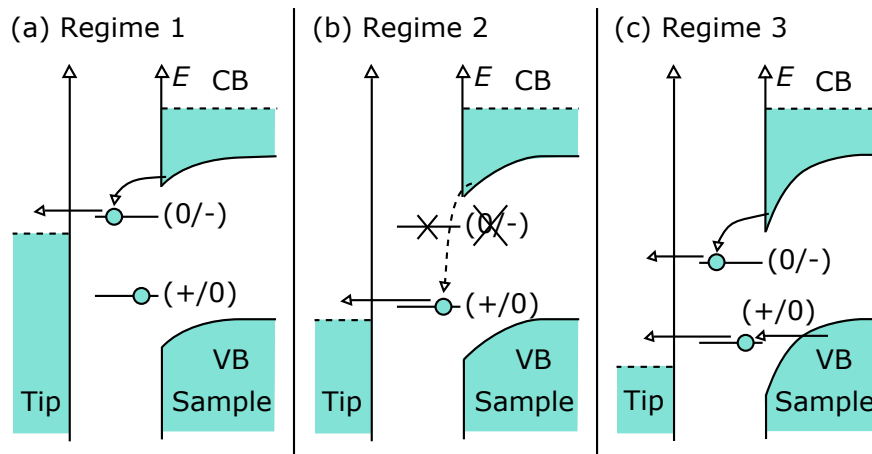 (a) Regime 1
E
CB
(0/-)
(+/0)
VB
Tip
Sample
(b) Regime 2
E
CB
(0/-)
(+/0)
VB
Tip
Sample
(c) Regime 3
E
CB
(0/-)
(+/0)
VB
Tip
Sample